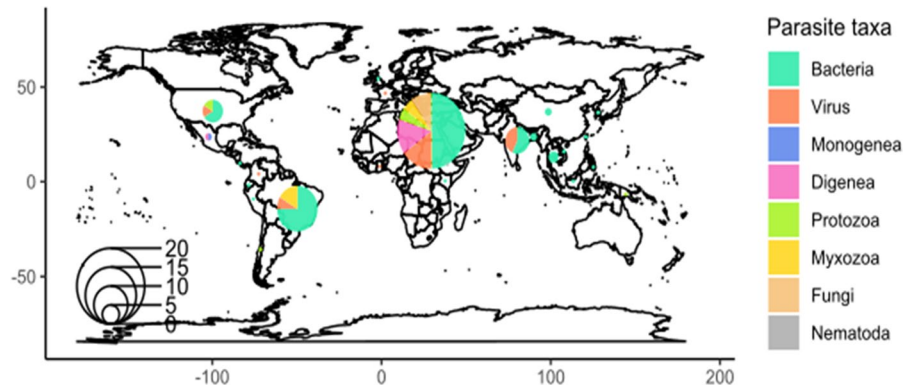 Parasite taxa
Bacteria
Virus
Monogenea
Digenea
Protozoa
Myxozoa
Fungi
Nematoda
50
0
-50
20
15
10
5
0
-100
0
100
200